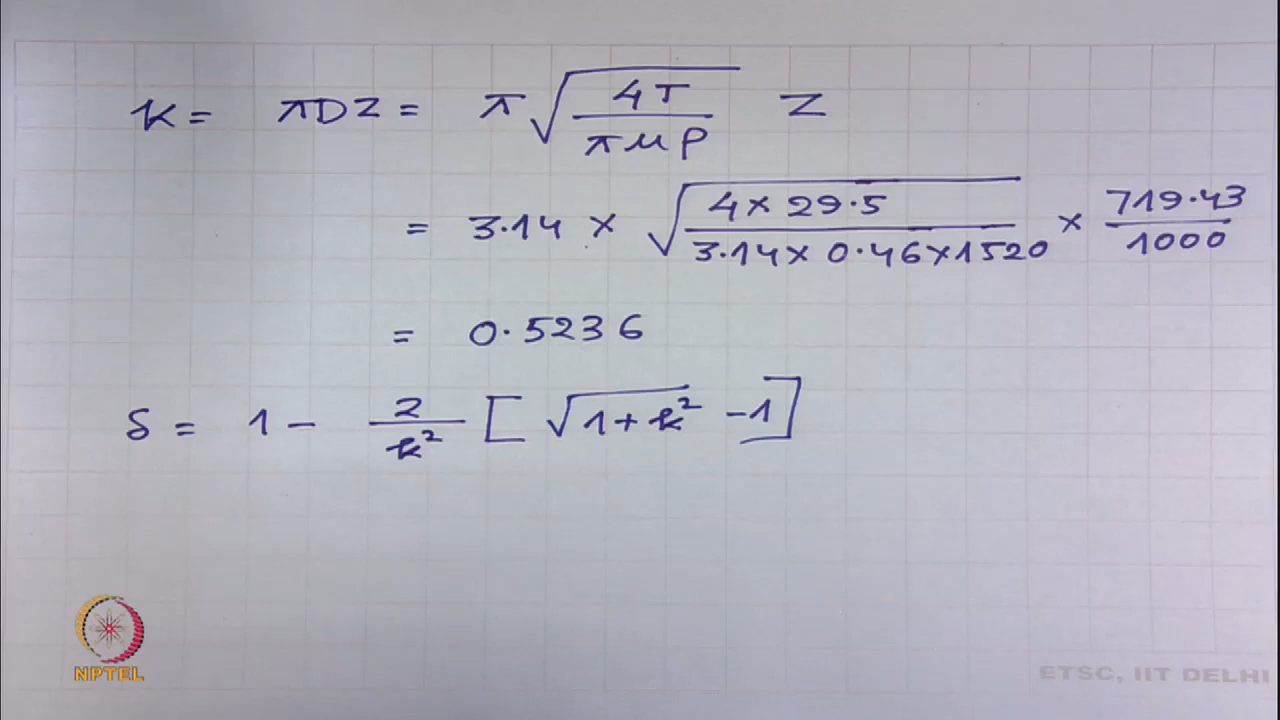 k = πDZ = π √(4T / πμρ) Z
= 3.14 × √(4 × 29.5 / 3.14 × 0.46 × 1520) × 719.43 / 1000
= 0.5236
δ = 1 - 2/k² [√(1 + k²) - 1]
NPTEL
ETSC, IIT DELHI